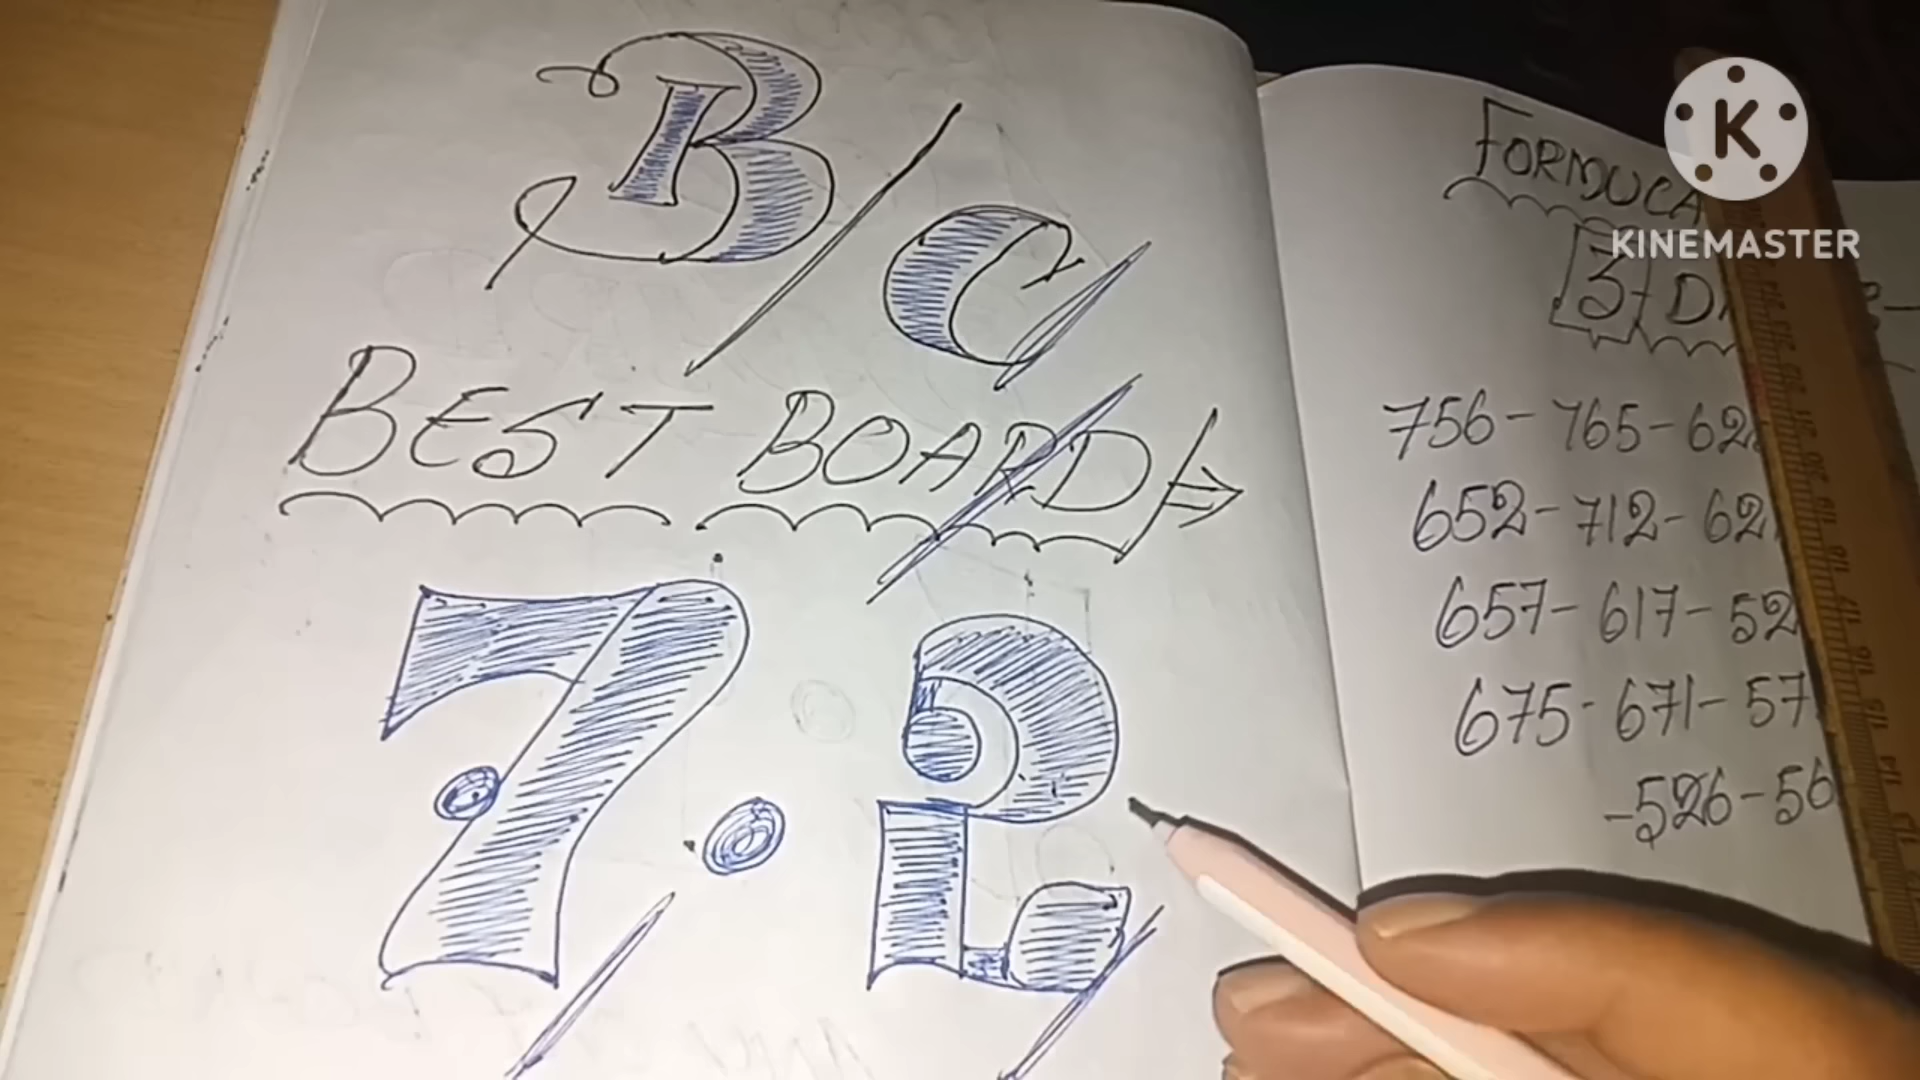 B/C
BEST BOARD
7.2
FORMULA
3-D
756-765-62
652-712-62
657-617-52
675-671-57
-526-56
K
KINEMASTER